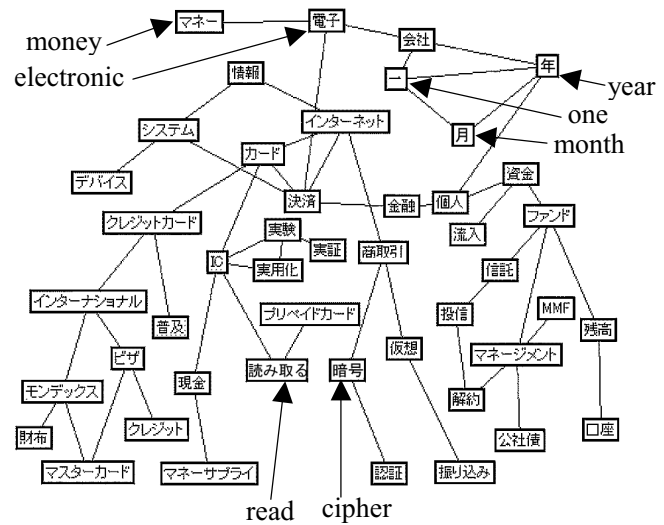 マネー
電子
money
会社
electronic
情報
一
年
year
インターネット
one
システム
月
month
カード
デバイス
資金
決済
金融
個人
クレジットカード
ファンド
実験
流入
実証
商取引
IC
実用化
信託
インターナショナル
プリペイドカード
投信
MMF
普及
残高
仮想
ビザ
マネージメント
読み取る
暗号
現金
モンデックス
解約
クレジット
口座
財布
公社債
マスターカード
マネーサプライ
認証
振り込み
read
cipher